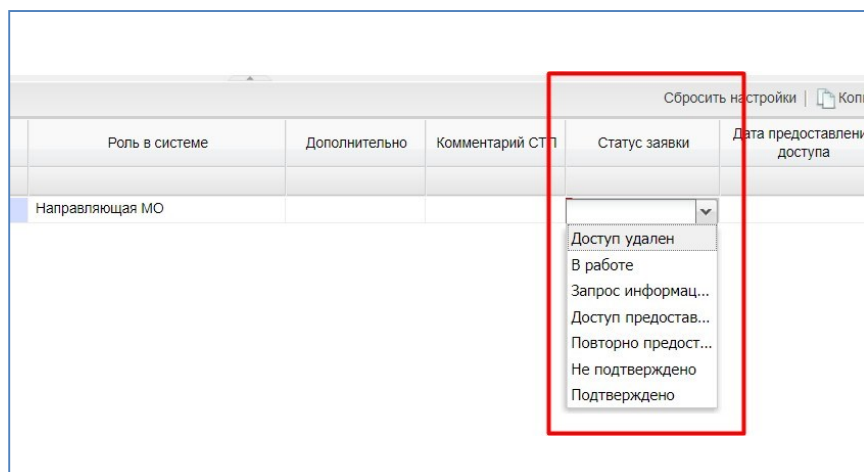 Сбросить настройки | Копи
Роль в системе Дополнительно Комментарий СТП Статус заявки Дата предоставлени
доступа
Направляющая МО
Доступ удален
В работе
Запрос информац...
Доступ предостав...
Повторно предост...
Не подтверждено
Подтверждено